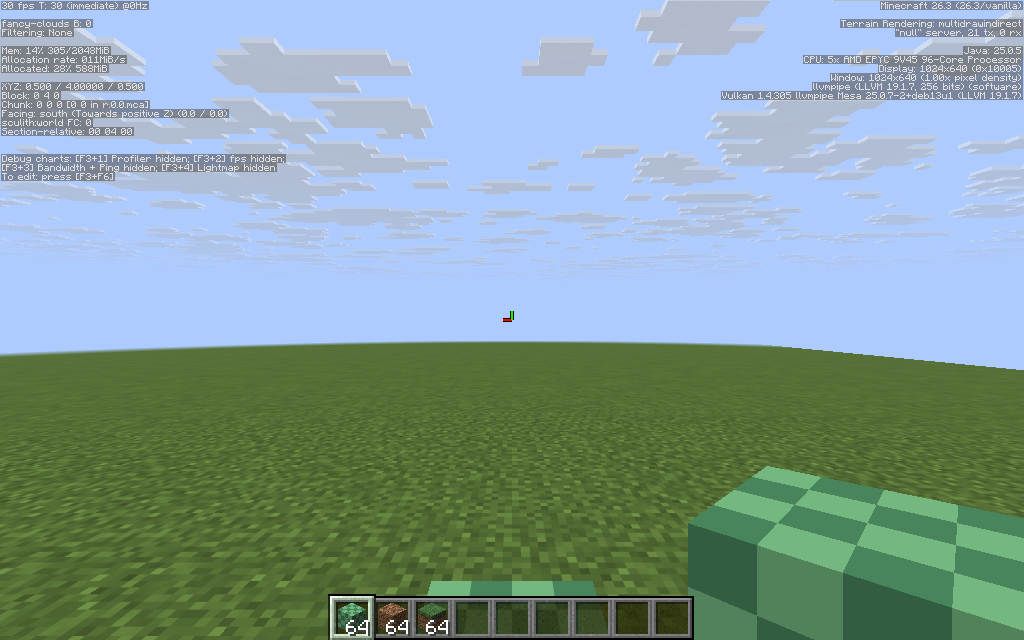 30 fps T: 30 (immediate) @0Hz
fancy-clouds B: 0
Filtering: None
Mem: 14% 305/2048MiB
Allocation rate: 011MiB/s
Allocated: 28% 588MiB
XYZ: 0.500 / 4.00000 / 0.500
Block: 0 4 0
Chunk: 0 0 0 [0 0 in r.0.0.mca]
Facing: south (Towards positive Z) (0.0 / 0.0)
sculith:world FC: 0
Section-relative: 00 04 00
Debug charts: [F3+1] Profiler hidden; [F3+2] fps hidden;
[F3+3] Bandwidth + Ping hidden; [F3+4] Lightmap hidden
To edit: press [F3+F6]
Minecraft 26.3 (26.3/vanilla)
Terrain Rendering: multidrawindirect
"null" server, 21 tx, 0 rx
Java: 25.0.5
CPU: 5x AMD EPYC 9V45 96-Core Processor
Display: 1024x640 (0x10005)
Window: 1024x640 (1.00x pixel density)
llvmpipe (LLVM 19.1.7, 256 bits) (software)
Vulkan 1.4.305 llvmpipe Mesa 25.0.7-2+deb13u1 (LLVM 19.1.7)
64 64 64